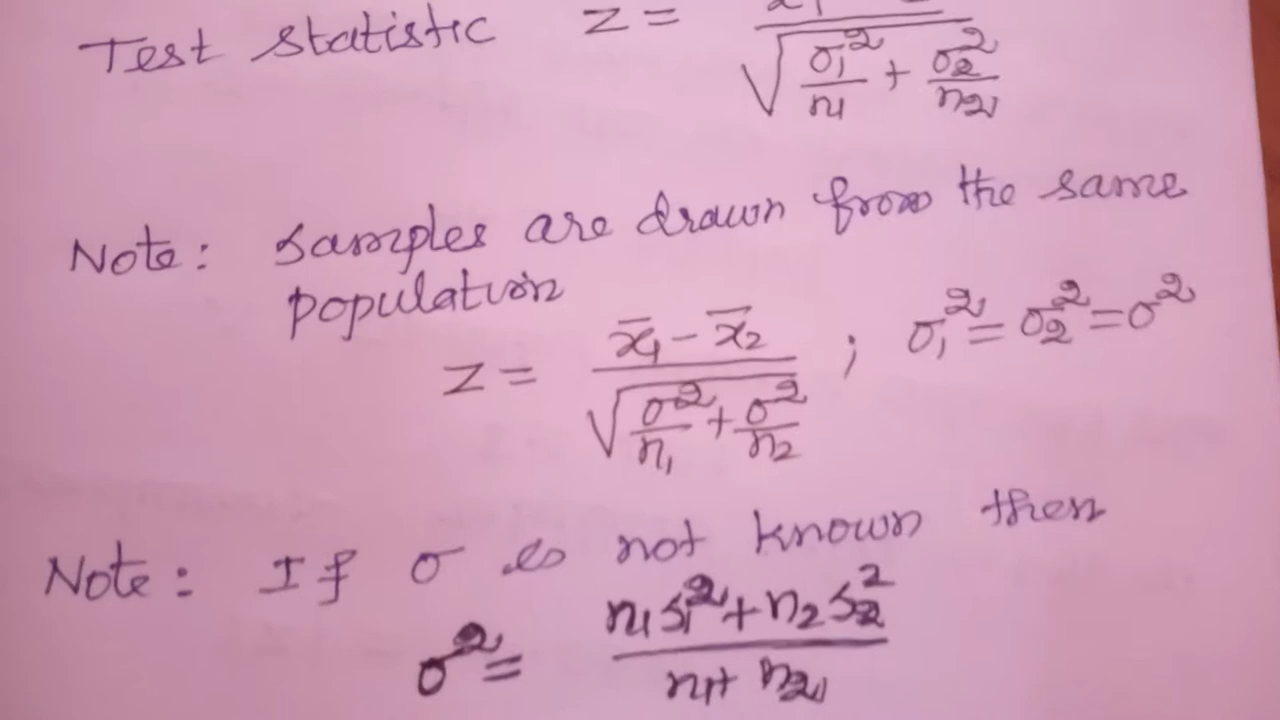 Test statistic z = / √(σ₁²/n₁ + σ₂²/n₂)
Note: Samples are drawn from the same
population
z = (x̄₁ - x̄₂) / √(σ²/n₁ + σ²/n₂) ; σ₁² = σ₂² = σ²
Note: If σ is not known then
σ² = (n₁s₁² + n₂s₂²) / (n₁ + n₂)